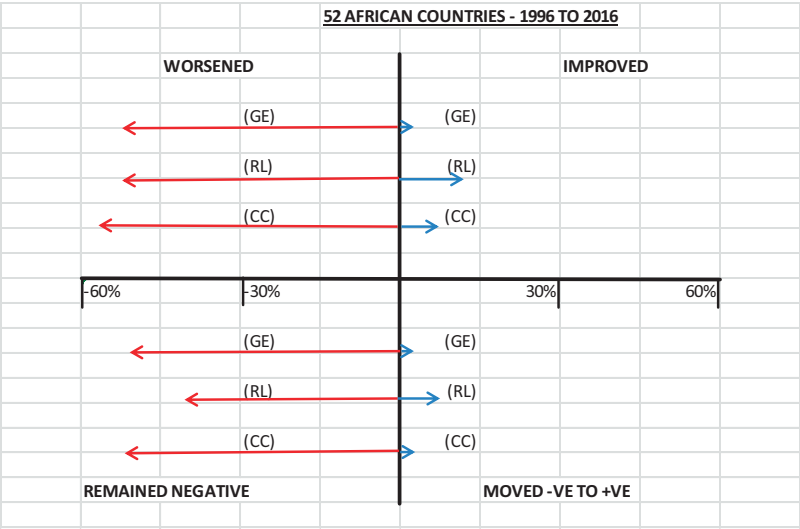 52 AFRICAN COUNTRIES - 1996 TO 2016
WORSENED IMPROVED
(GE) (GE)
(RL) (RL)
(CC) (CC)
-60% -30% 30% 60%
(GE) (GE)
(RL) (RL)
(CC) (CC)
REMAINED NEGATIVE MOVED -VE TO +VE